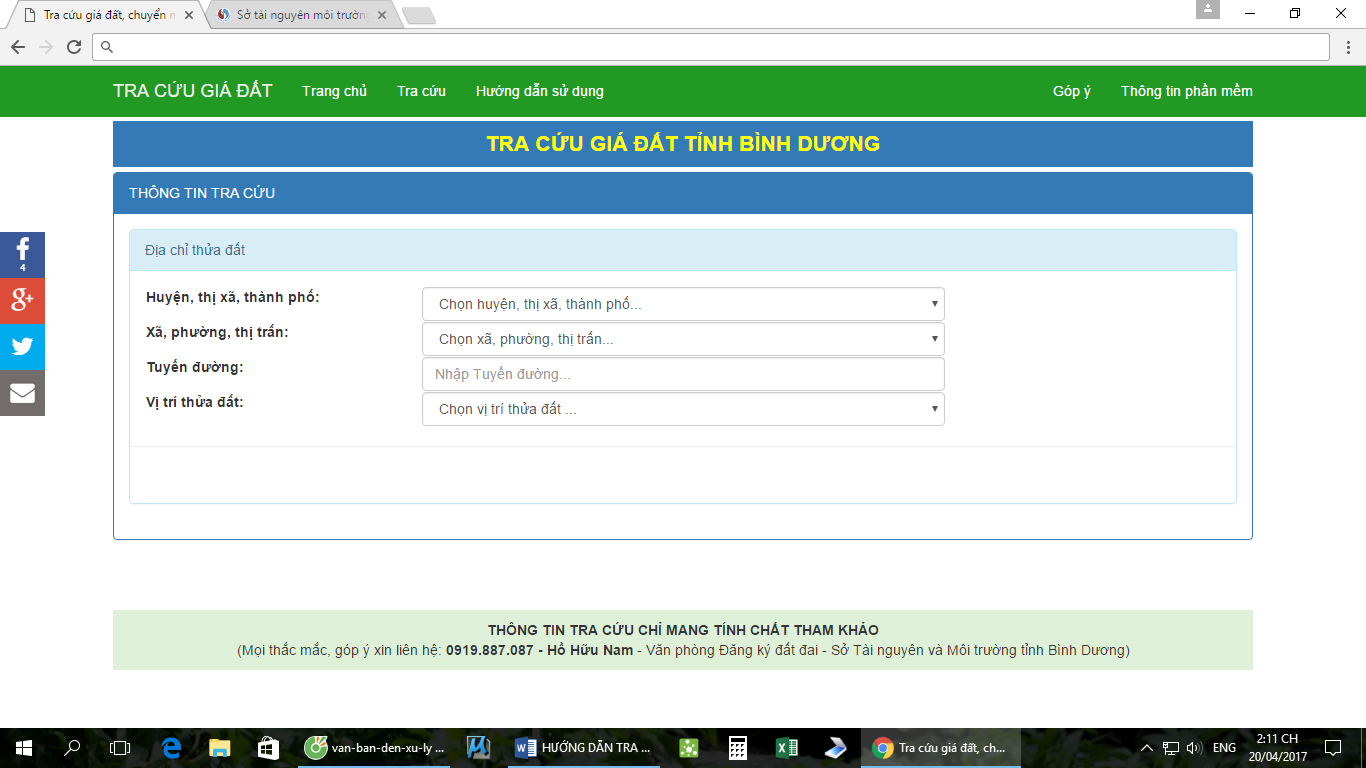 Tra cứu giá đất, chuyển n
Sở tài nguyên môi trường
TRA CỨU GIÁ ĐẤT Trang chủ Tra cứu Hướng dẫn sử dụng Góp ý Thông tin phần mềm
TRA CỨU GIÁ ĐẤT TỈNH BÌNH DƯƠNG
THÔNG TIN TRA CỨU
Địa chỉ thửa đất
Huyện, thị xã, thành phố: Chọn huyện, thị xã, thành phố...
Xã, phường, thị trấn: Chọn xã, phường, thị trấn...
Tuyến đường: Nhập Tuyến đường...
Vị trí thửa đất: Chọn vị trí thửa đất ...
4
g+
THÔNG TIN TRA CỨU CHỈ MANG TÍNH CHẤT THAM KHẢO
(Mọi thắc mắc, góp ý xin liên hệ: 0919.887.087 - Hồ Hữu Nam - Văn phòng Đăng ký đất đai - Sở Tài nguyên và Môi trường tỉnh Bình Dương)
van-ban-den-xu-ly ... HƯỚNG DẪN TRA ... Tra cứu giá đất, ch... ENG
2:11 CH
20/04/2017